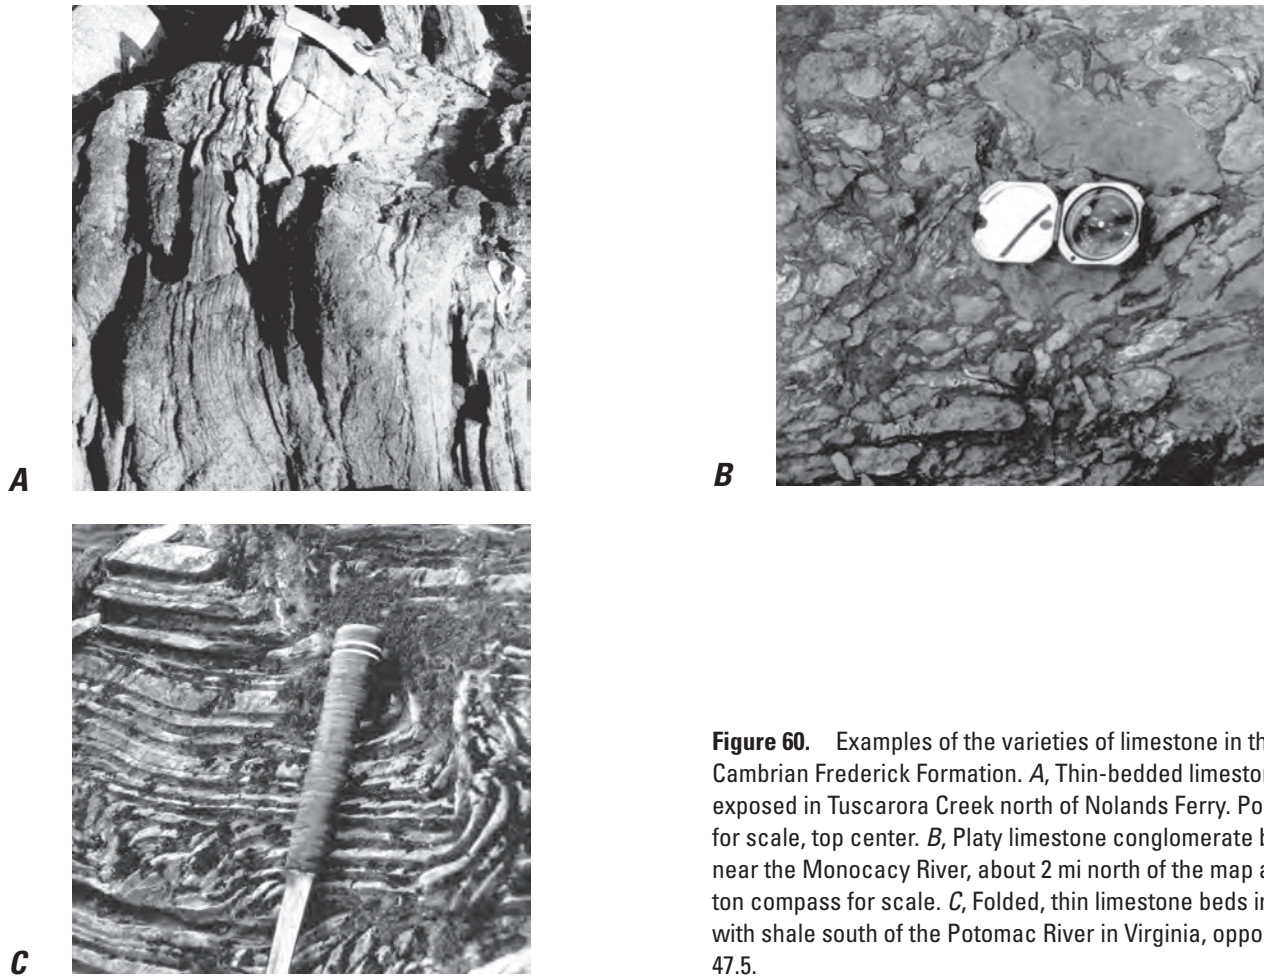 A
B
C
Figure 60. Examples of the varieties of limestone in th
Cambrian Frederick Formation. A, Thin-bedded limesto
exposed in Tuscarora Creek north of Nolands Ferry. Po
for scale, top center. B, Platy limestone conglomerate b
near the Monocacy River, about 2 mi north of the map a
ton compass for scale. C, Folded, thin limestone beds in
with shale south of the Potomac River in Virginia, oppo
47.5.